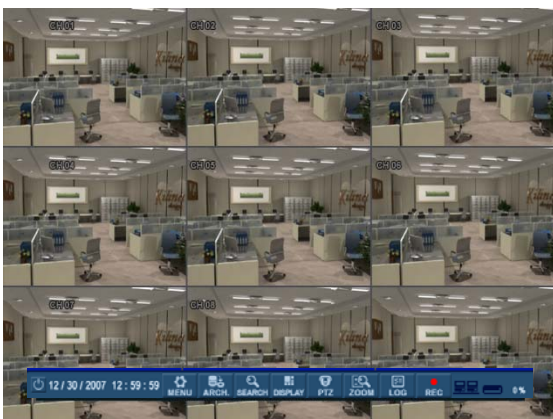 CH 01
CH 02
CH 03
CH 04
CH 05
CH 06
CH 07
CH 08
12 / 30 / 2007 12 : 59 : 59 MENU ARCH. SEARCH DISPLAY PTZ ZOOM LOG REC 0 %